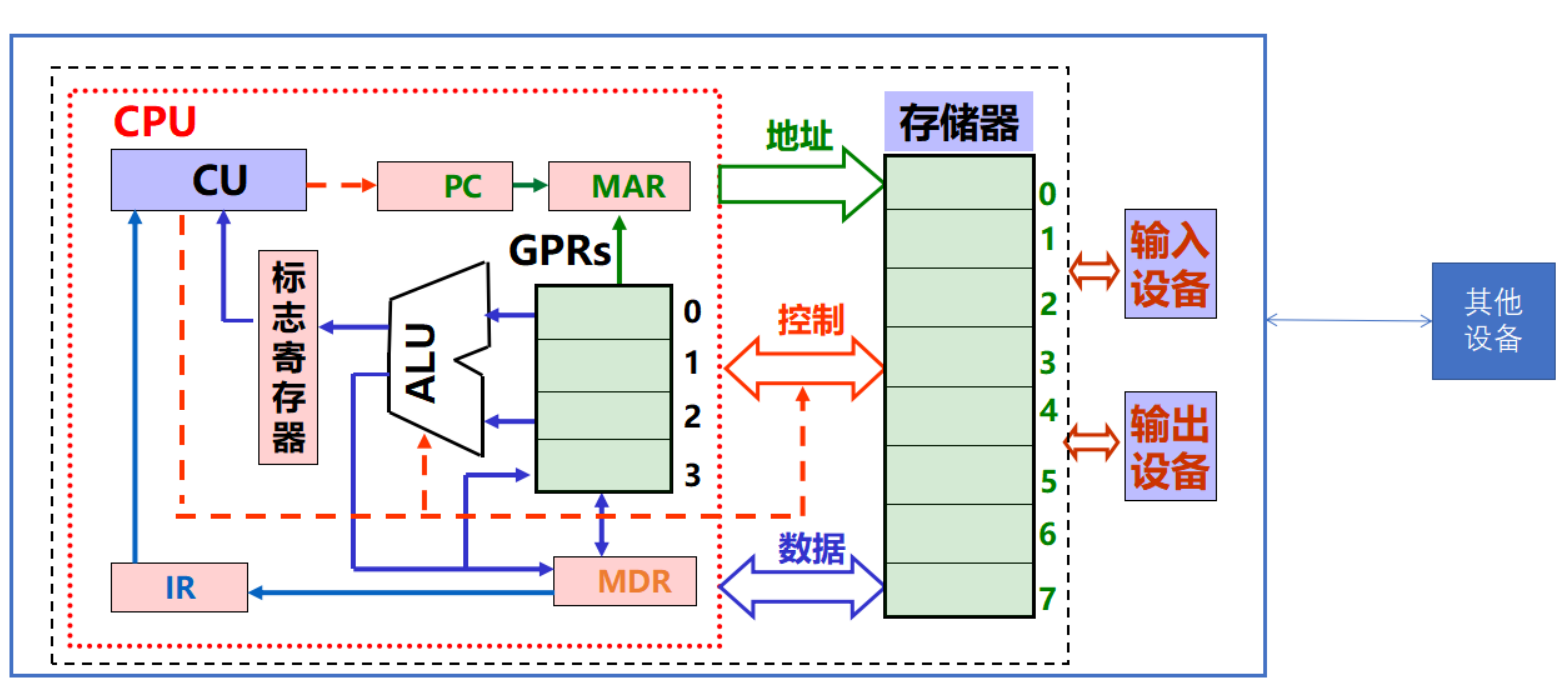 CPU
CU
PC
MAR
地址
存储器
GPRs
标
志
寄
存
器
ALU
0
1
2
3
控制
数据
IR
MDR
0
1
2
3
4
5
6
7
输入
设备
输出
设备
其他
设备